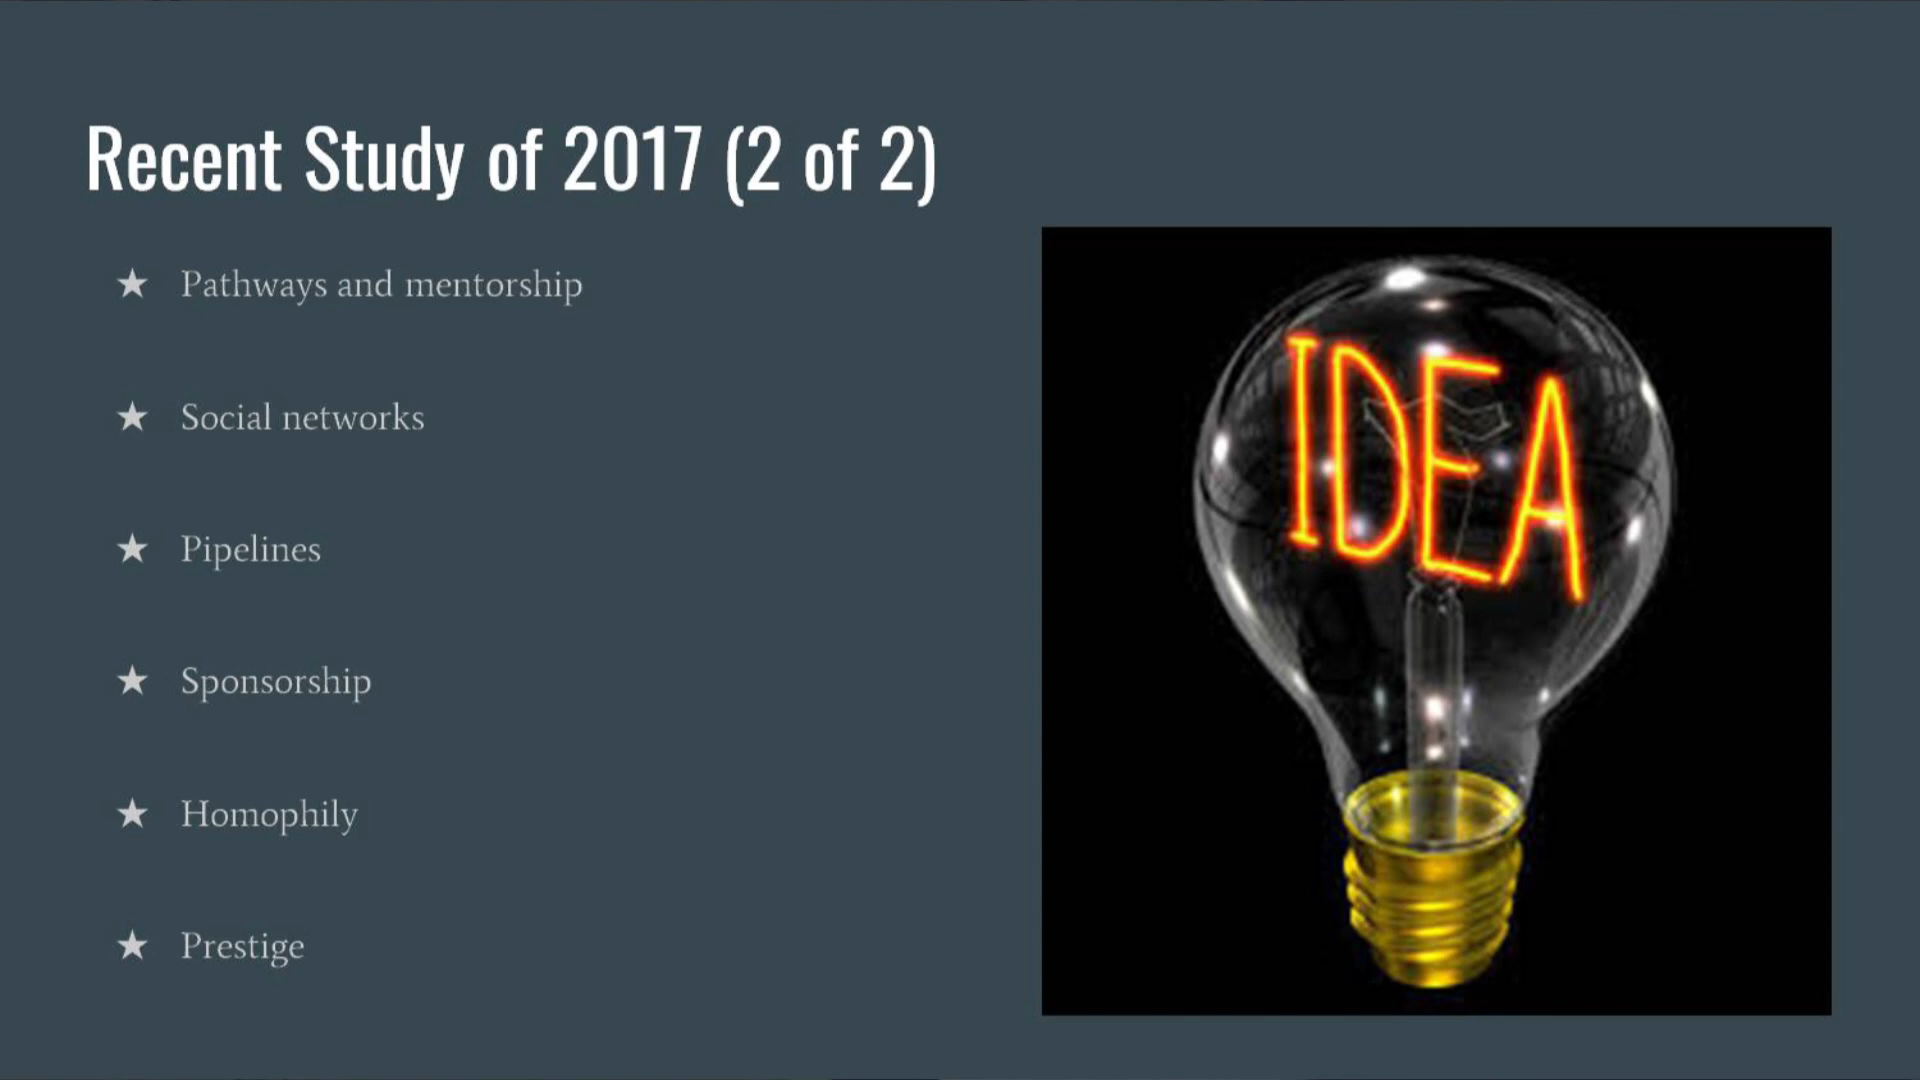 Recent Study of 2017 (2 of 2)
★ Pathways and mentorship
★ Social networks
★ Pipelines
★ Sponsorship
★ Homophily
★ Prestige
IDEA